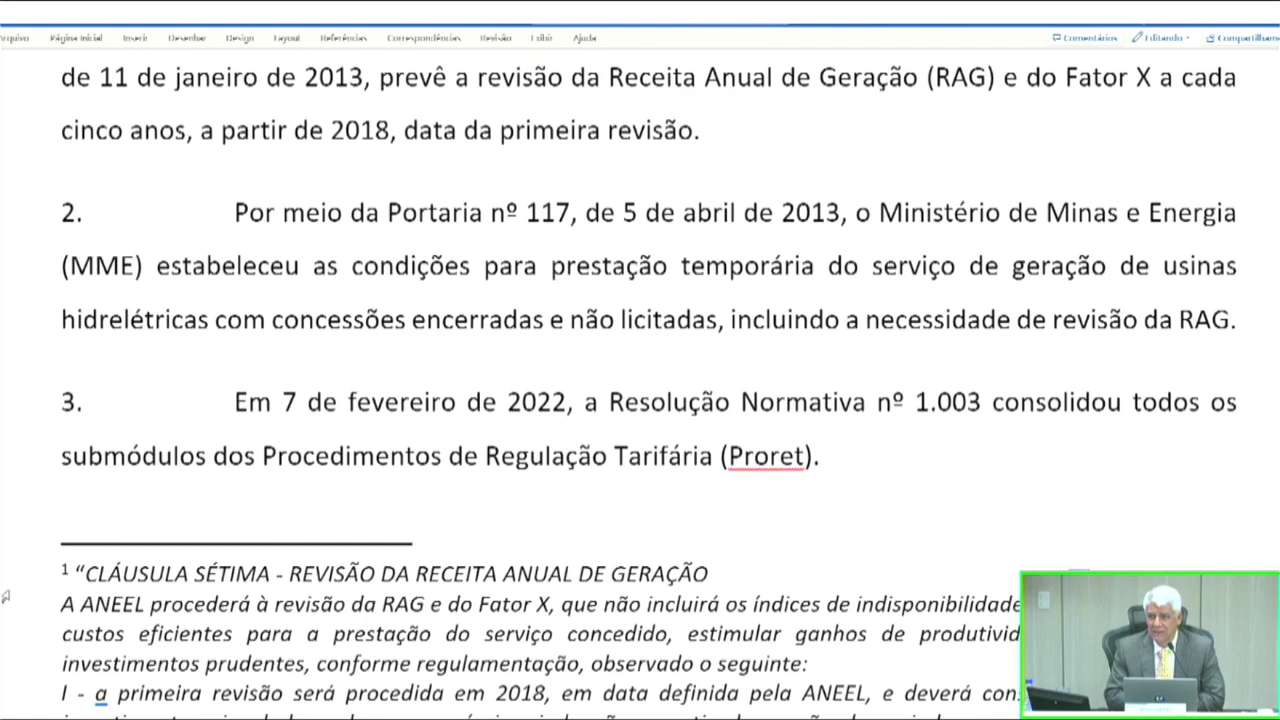 Arquivo Página Inicial Inserir Desenhar Design Layout Referências Correspondências Revisão Exibir Ajuda Comentários Editando Compartilham
de 11 de janeiro de 2013, prevê a revisão da Receita Anual de Geração (RAG) e do Fator X a cada
cinco anos, a partir de 2018, data da primeira revisão.
2. Por meio da Portaria nº 117, de 5 de abril de 2013, o Ministério de Minas e Energia
(MME) estabeleceu as condições para prestação temporária do serviço de geração de usinas
hidrelétricas com concessões encerradas e não licitadas, incluindo a necessidade de revisão da RAG.
3. Em 7 de fevereiro de 2022, a Resolução Normativa nº 1.003 consolidou todos os
submódulos dos Procedimentos de Regulação Tarifária (Proret).
1 “CLÁUSULA SÉTIMA - REVISÃO DA RECEITA ANUAL DE GERAÇÃO
A ANEEL procederá à revisão da RAG e do Fator X, que não incluirá os índices de indisponibilidade
custos eficientes para a prestação do serviço concedido, estimular ganhos de produtivid
investimentos prudentes, conforme regulamentação, observado o seguinte:
I - a primeira revisão será procedida em 2018, em data definida pela ANEEL, e deverá con